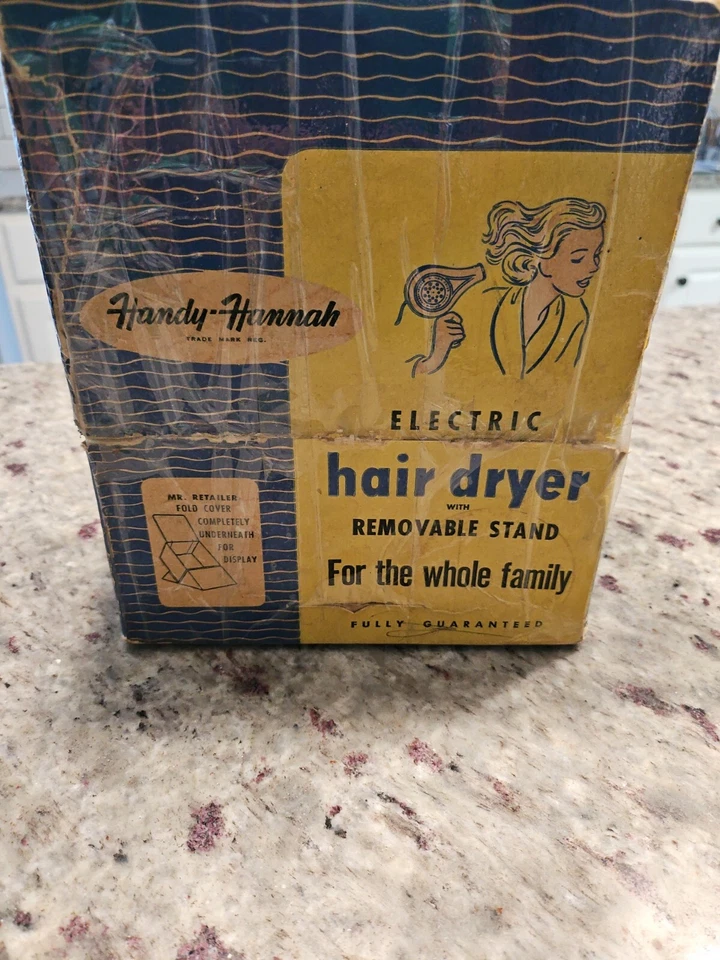 Handy-Hannah
TRADE MARK REG.
ELECTRIC
hair dryer
WITH
REMOVABLE STAND
For the whole family
FULLY GUARANTEED
MR. RETAILER
FOLD COVER
COMPLETELY
UNDERNEATH
FOR
DISPLAY